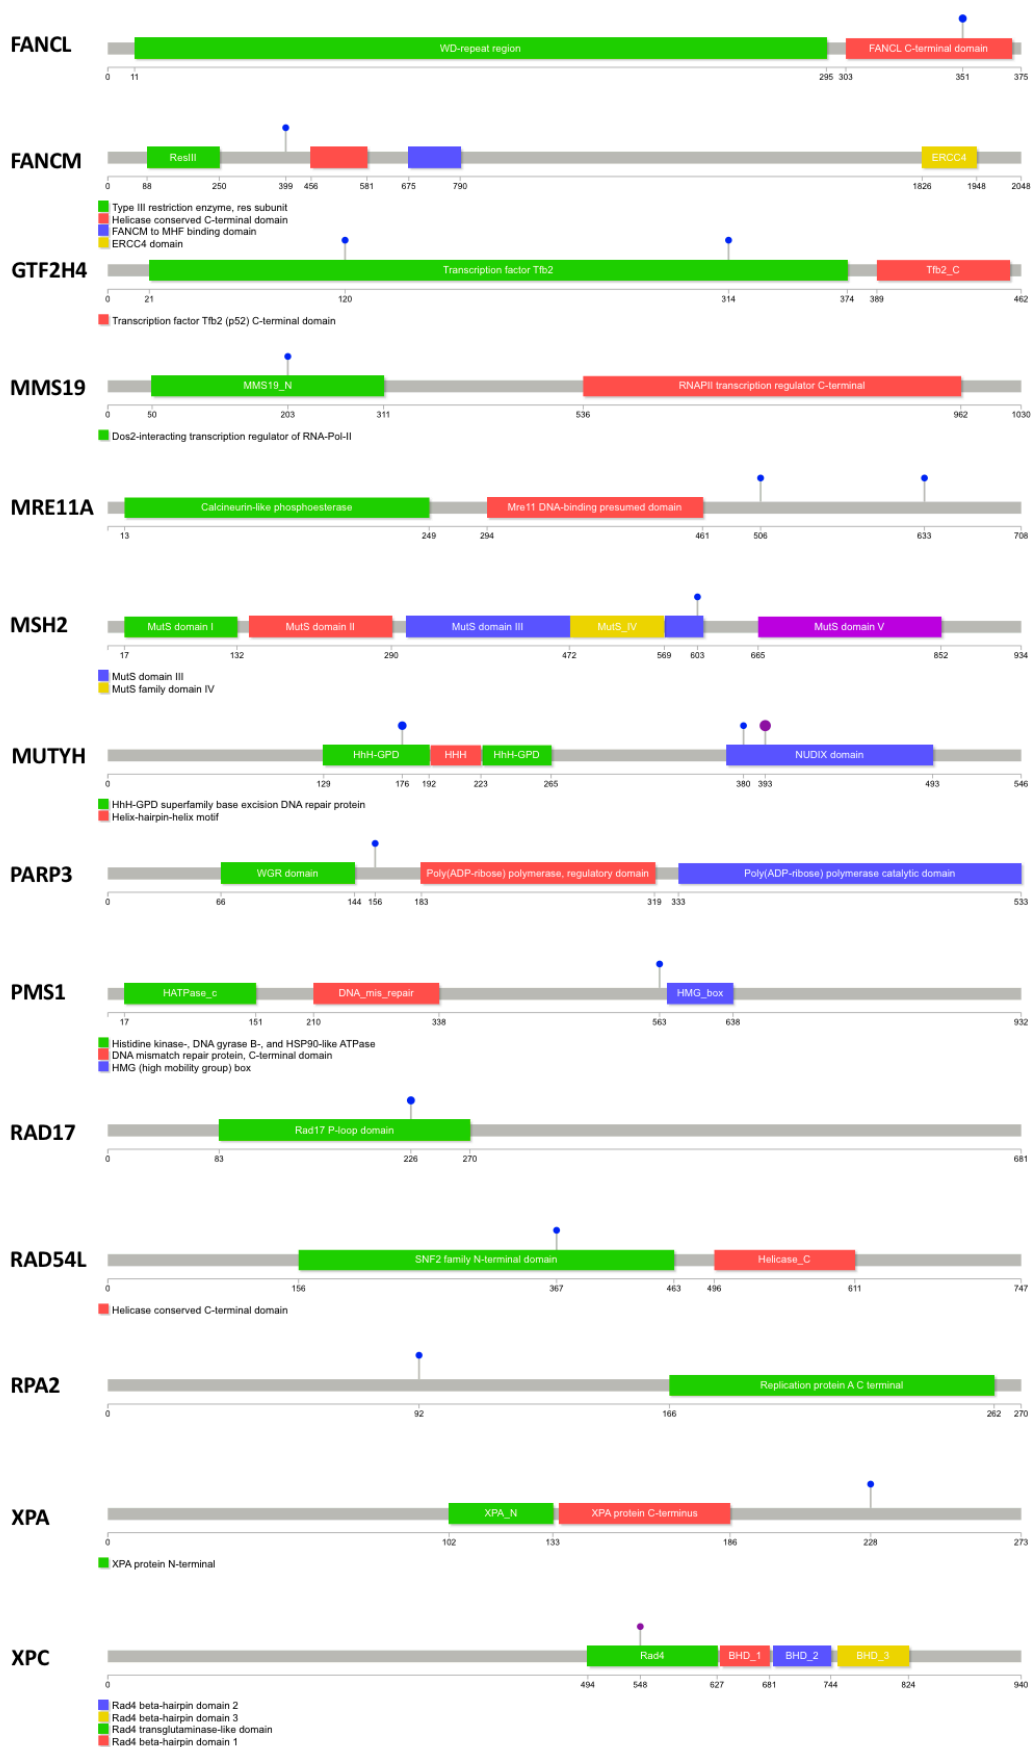 FANCL
WD-repeat region
FANCL C-terminal domain
0 11 295 303 351 375
FANCM
ResIII
ERCC4
0 88 250 399 456 581 675 790 1826 1948 2048
Type III restriction enzyme, res subunit
Helicase conserved C-terminal domain
FANCM to MHF binding domain
ERCC4 domain
GTF2H4
Transcription factor Tfb2
Tfb2_C
0 21 120 314 374 389 462
Transcription factor Tfb2 (p52) C-terminal domain
MMS19
MMS19_N
RNAPII transcription regulator C-terminal
0 50 203 311 536 962 1030
Dos2-interacting transcription regulator of RNA-Pol-II
MRE11A
Calcineurin-like phosphoesterase
Mre11 DNA-binding presumed domain
13 249 294 461 506 633 708
MSH2
MutS domain I
MutS domain II
MutS domain III
MutS_IV
MutS domain V
17 132 290 472 569 603 665 852 934
MutS domain III
MutS family domain IV
MUTYH
HhH-GPD
HHH
HhH-GPD
NUDIX domain
0 129 176 192 223 265 380 393 493 546
HhH-GPD superfamily base excision DNA repair protein
Helix-hairpin-helix motif
PARP3
WGR domain
Poly(ADP-ribose) polymerase, regulatory domain
Poly(ADP-ribose) polymerase catalytic domain
0 66 144 156 183 319 333 533
PMS1
HATPase_c
DNA_mis_repair
HMG_box
17 151 210 338 563 638 932
Histidine kinase-, DNA gyrase B-, and HSP90-like ATPase
DNA mismatch repair protein, C-terminal domain
HMG (high mobility group) box
RAD17
Rad17 P-loop domain
0 83 226 270 681
RAD54L
SNF2 family N-terminal domain
Helicase_C
0 156 367 463 496 611 747
Helicase conserved C-terminal domain
RPA2
Replication protein A C terminal
0 92 166 262 270
XPA
XPA_N
XPA protein C-terminus
0 102 133 186 228 273
XPA protein N-terminal
XPC
Rad4
BHD_1
BHD_2
BHD_3
0 494 548 627 681 744 824 940
Rad4 beta-hairpin domain 2
Rad4 beta-hairpin domain 3
Rad4 transglutaminase-like domain
Rad4 beta-hairpin domain 1